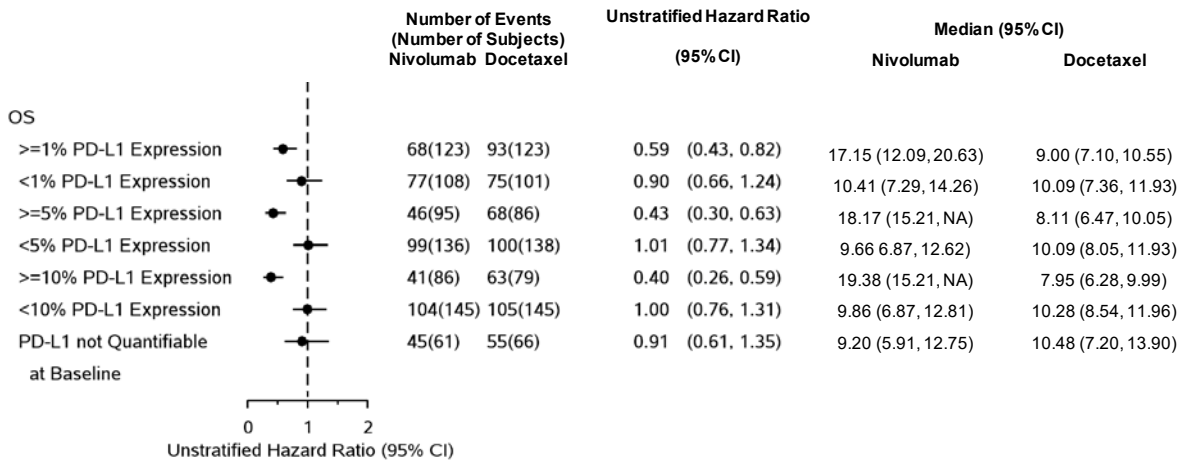 Number of Events Unstratified Hazard Ratio
(Number of Subjects) (95% CI) Median (95% CI)
Nivolumab Docetaxel Nivolumab Docetaxel
OS
>=1% PD-L1 Expression 68(123) 93(123) 0.59 (0.43, 0.82) 17.15 (12.09, 20.63) 9.00 (7.10, 10.55)
<1% PD-L1 Expression 77(108) 75(101) 0.90 (0.66, 1.24) 10.41 (7.29, 14.26) 10.09 (7.36, 11.93)
>=5% PD-L1 Expression 46(95) 68(86) 0.43 (0.30, 0.63) 18.17 (15.21, NA) 8.11 (6.47, 10.05)
<5% PD-L1 Expression 99(136) 100(138) 1.01 (0.77, 1.34) 9.66 6.87, 12.62) 10.09 (8.05, 11.93)
>=10% PD-L1 Expression 41(86) 63(79) 0.40 (0.26, 0.59) 19.38 (15.21, NA) 7.95 (6.28, 9.99)
<10% PD-L1 Expression 104(145) 105(145) 1.00 (0.76, 1.31) 9.86 (6.87, 12.81) 10.28 (8.54, 11.96)
PD-L1 not Quantifiable 45(61) 55(66) 0.91 (0.61, 1.35) 9.20 (5.91, 12.75) 10.48 (7.20, 13.90)
at Baseline
0 1 2
Unstratified Hazard Ratio (95% CI)